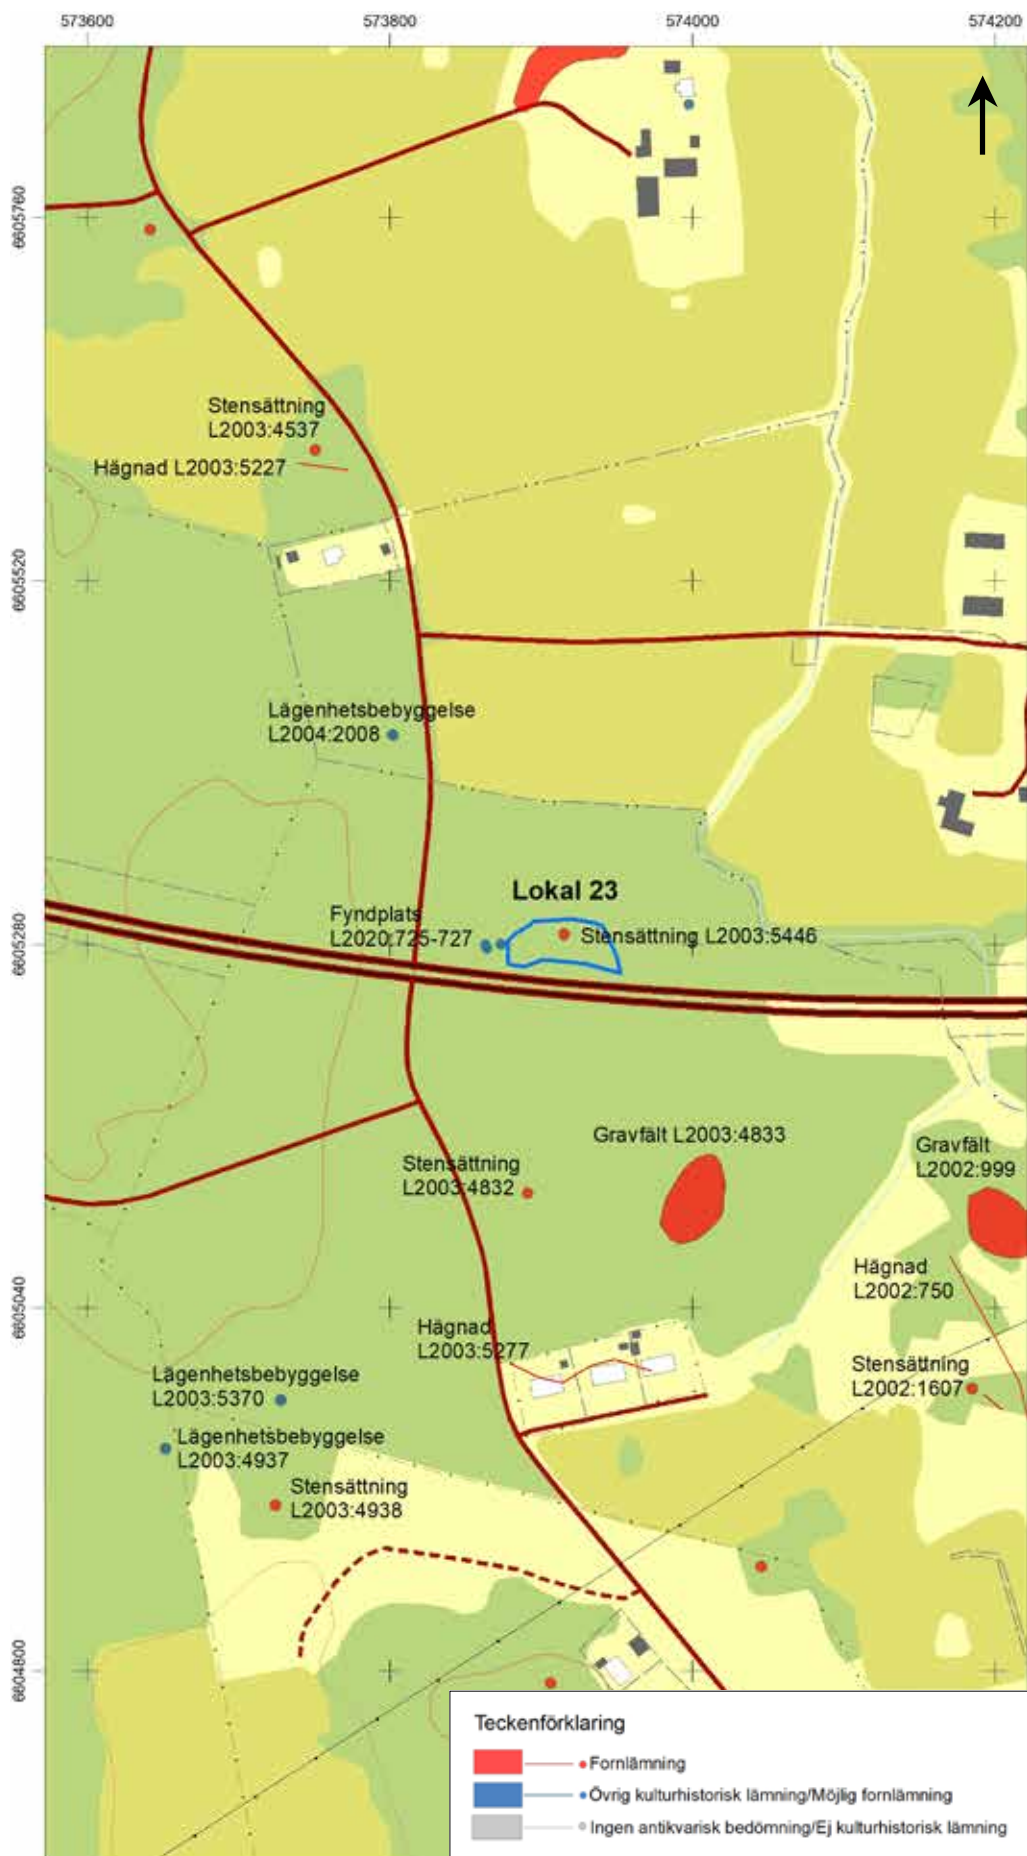 573600
573800
574000
574200
6605760
Stensättning
L2003:4537
Hägnad L2003:5227
6605520
Lägenhetsbebyggelse
L2004:2008
Lokal 23
Fyndplats
L2020:725-727
Stensättning L2003:5446
6605280
Gravfält L2003:4833
Gravfält
L2002:999
Stensättning
L2003:4832
Hägnad
L2002:750
6605040
Hägnad
L2003:5277
Stensättning
L2002:1607
Lägenhetsbebyggelse
L2003:5370
Lägenhetsbebyggelse
L2003:4937
Stensättning
L2003:4938
6604800
Teckenförklaring
Fornlämning
Övrig kulturhistorisk lämning/Möjlig fornlämning
Ingen antikvarisk bedömning/Ej kulturhistorisk lämning